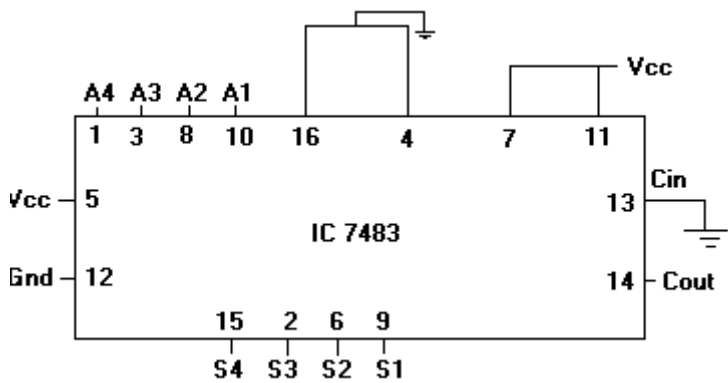 Vcc
A4 A3 A2 A1
1 3 8 10 16 4 7 11
Cin
Vcc 5 13
IC 7483
Gnd 12 14 Cout
15 2 6 9
S4 S3 S2 S1